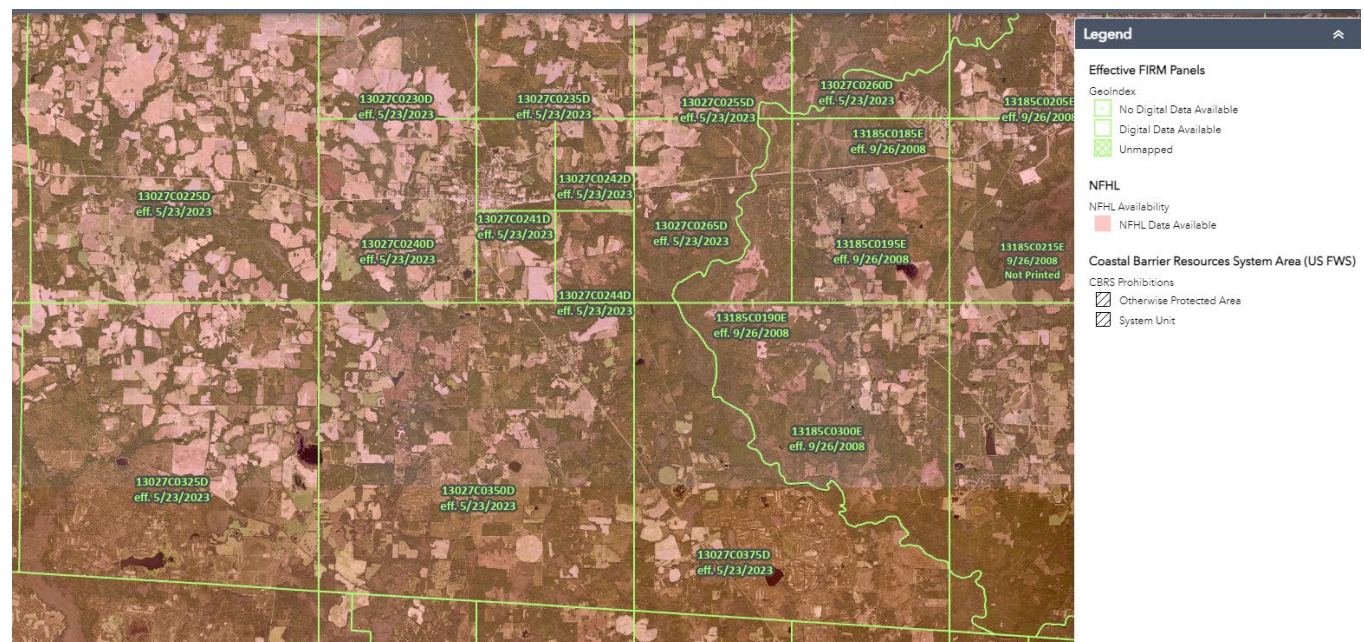 Legend
Effective FIRM Panels
GeoIndex
No Digital Data Available
Digital Data Available
Unmapped
NFHL
NFHL Availability
NFHL Data Available
Coastal Barrier Resources System Area (US FWS)
CBRS Prohibitions
Otherwise Protected Area
System Unit
13027C0230D
eff. 5/23/2023
13027C0235D
eff. 5/23/2023
13027C0255D
eff. 5/23/2023
13027C0260D
eff. 5/23/2023
13185C0205E
eff. 9/26/2008
13185C0185E
eff. 9/26/2008
13027C0225D
eff. 5/23/2023
13027C0242D
eff. 5/23/2023
13027C0241D
eff. 5/23/2023
13027C0240D
eff. 5/23/2023
13027C0265D
eff. 5/23/2023
13185C0195E
eff. 9/26/2008
13185C0215E
9/26/2008
Not Printed
13027C0244D
eff. 5/23/2023
13185C0190E
eff. 9/26/2008
13185C0300E
eff. 9/26/2008
13027C0325D
eff. 5/23/2023
13027C0350D
eff. 5/23/2023
13027C0375D
eff. 5/23/2023